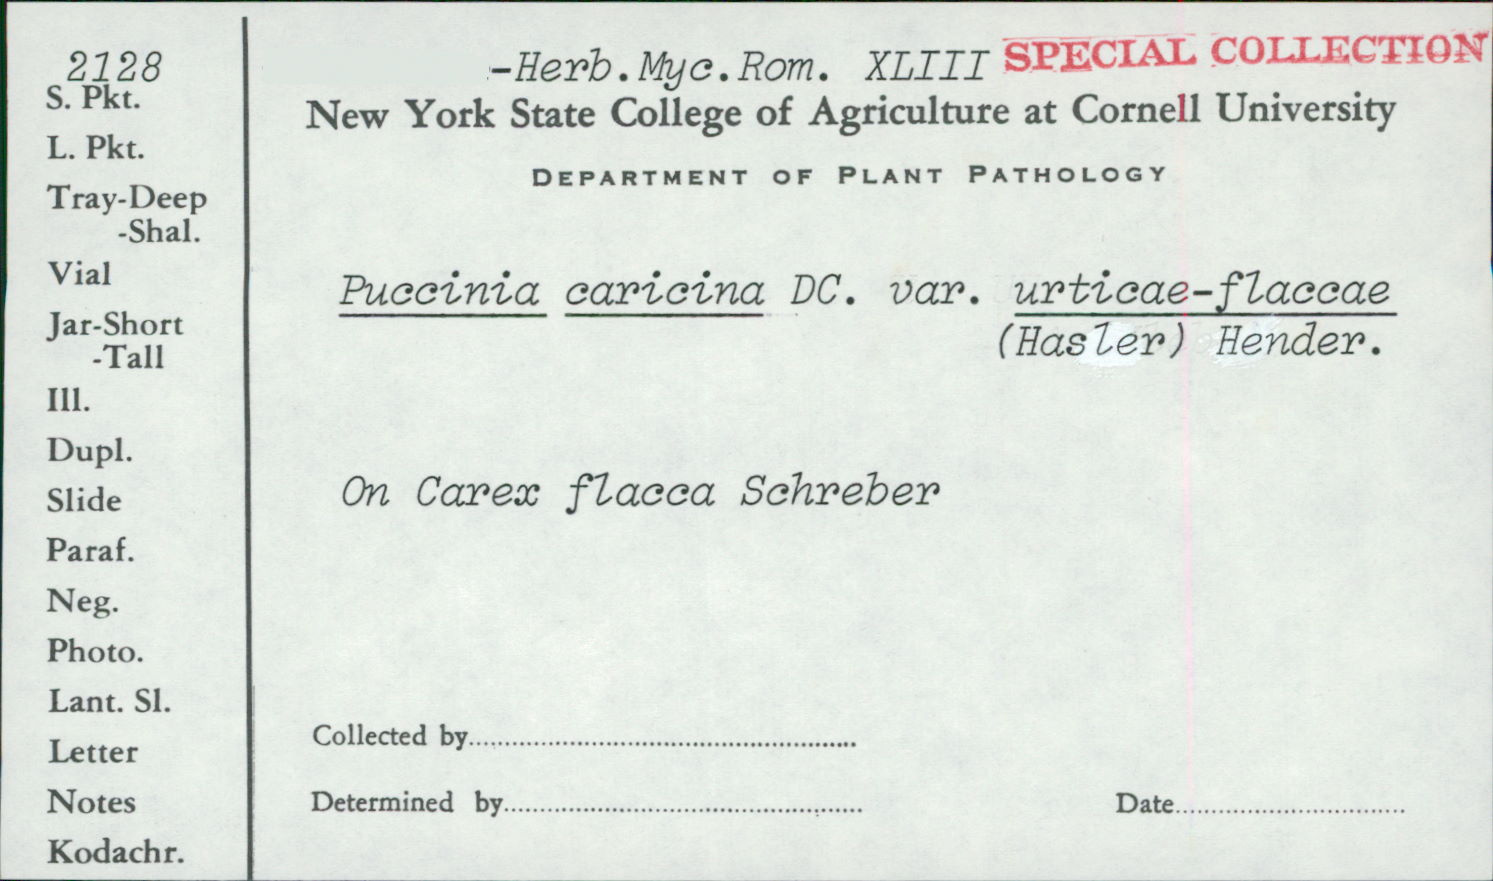 2128
S. Pkt.
L. Pkt.
Tray-Deep
-Shal.
Vial
Jar-Short
-Tall
Ill.
Dupl.
Slide
Paraf.
Neg.
Photo.
Lant. Sl.
Letter
Notes
Kodachr.
-Herb.Myc.Rom. XLIII SPECIAL COLLECTION
New York State College of Agriculture at Cornell University
DEPARTMENT OF PLANT PATHOLOGY
Puccinia caricina DC. var. urticae-flaccae
(Hasler) Hender.
On Carex flacca Schreber
Collected by
Determined by
Date